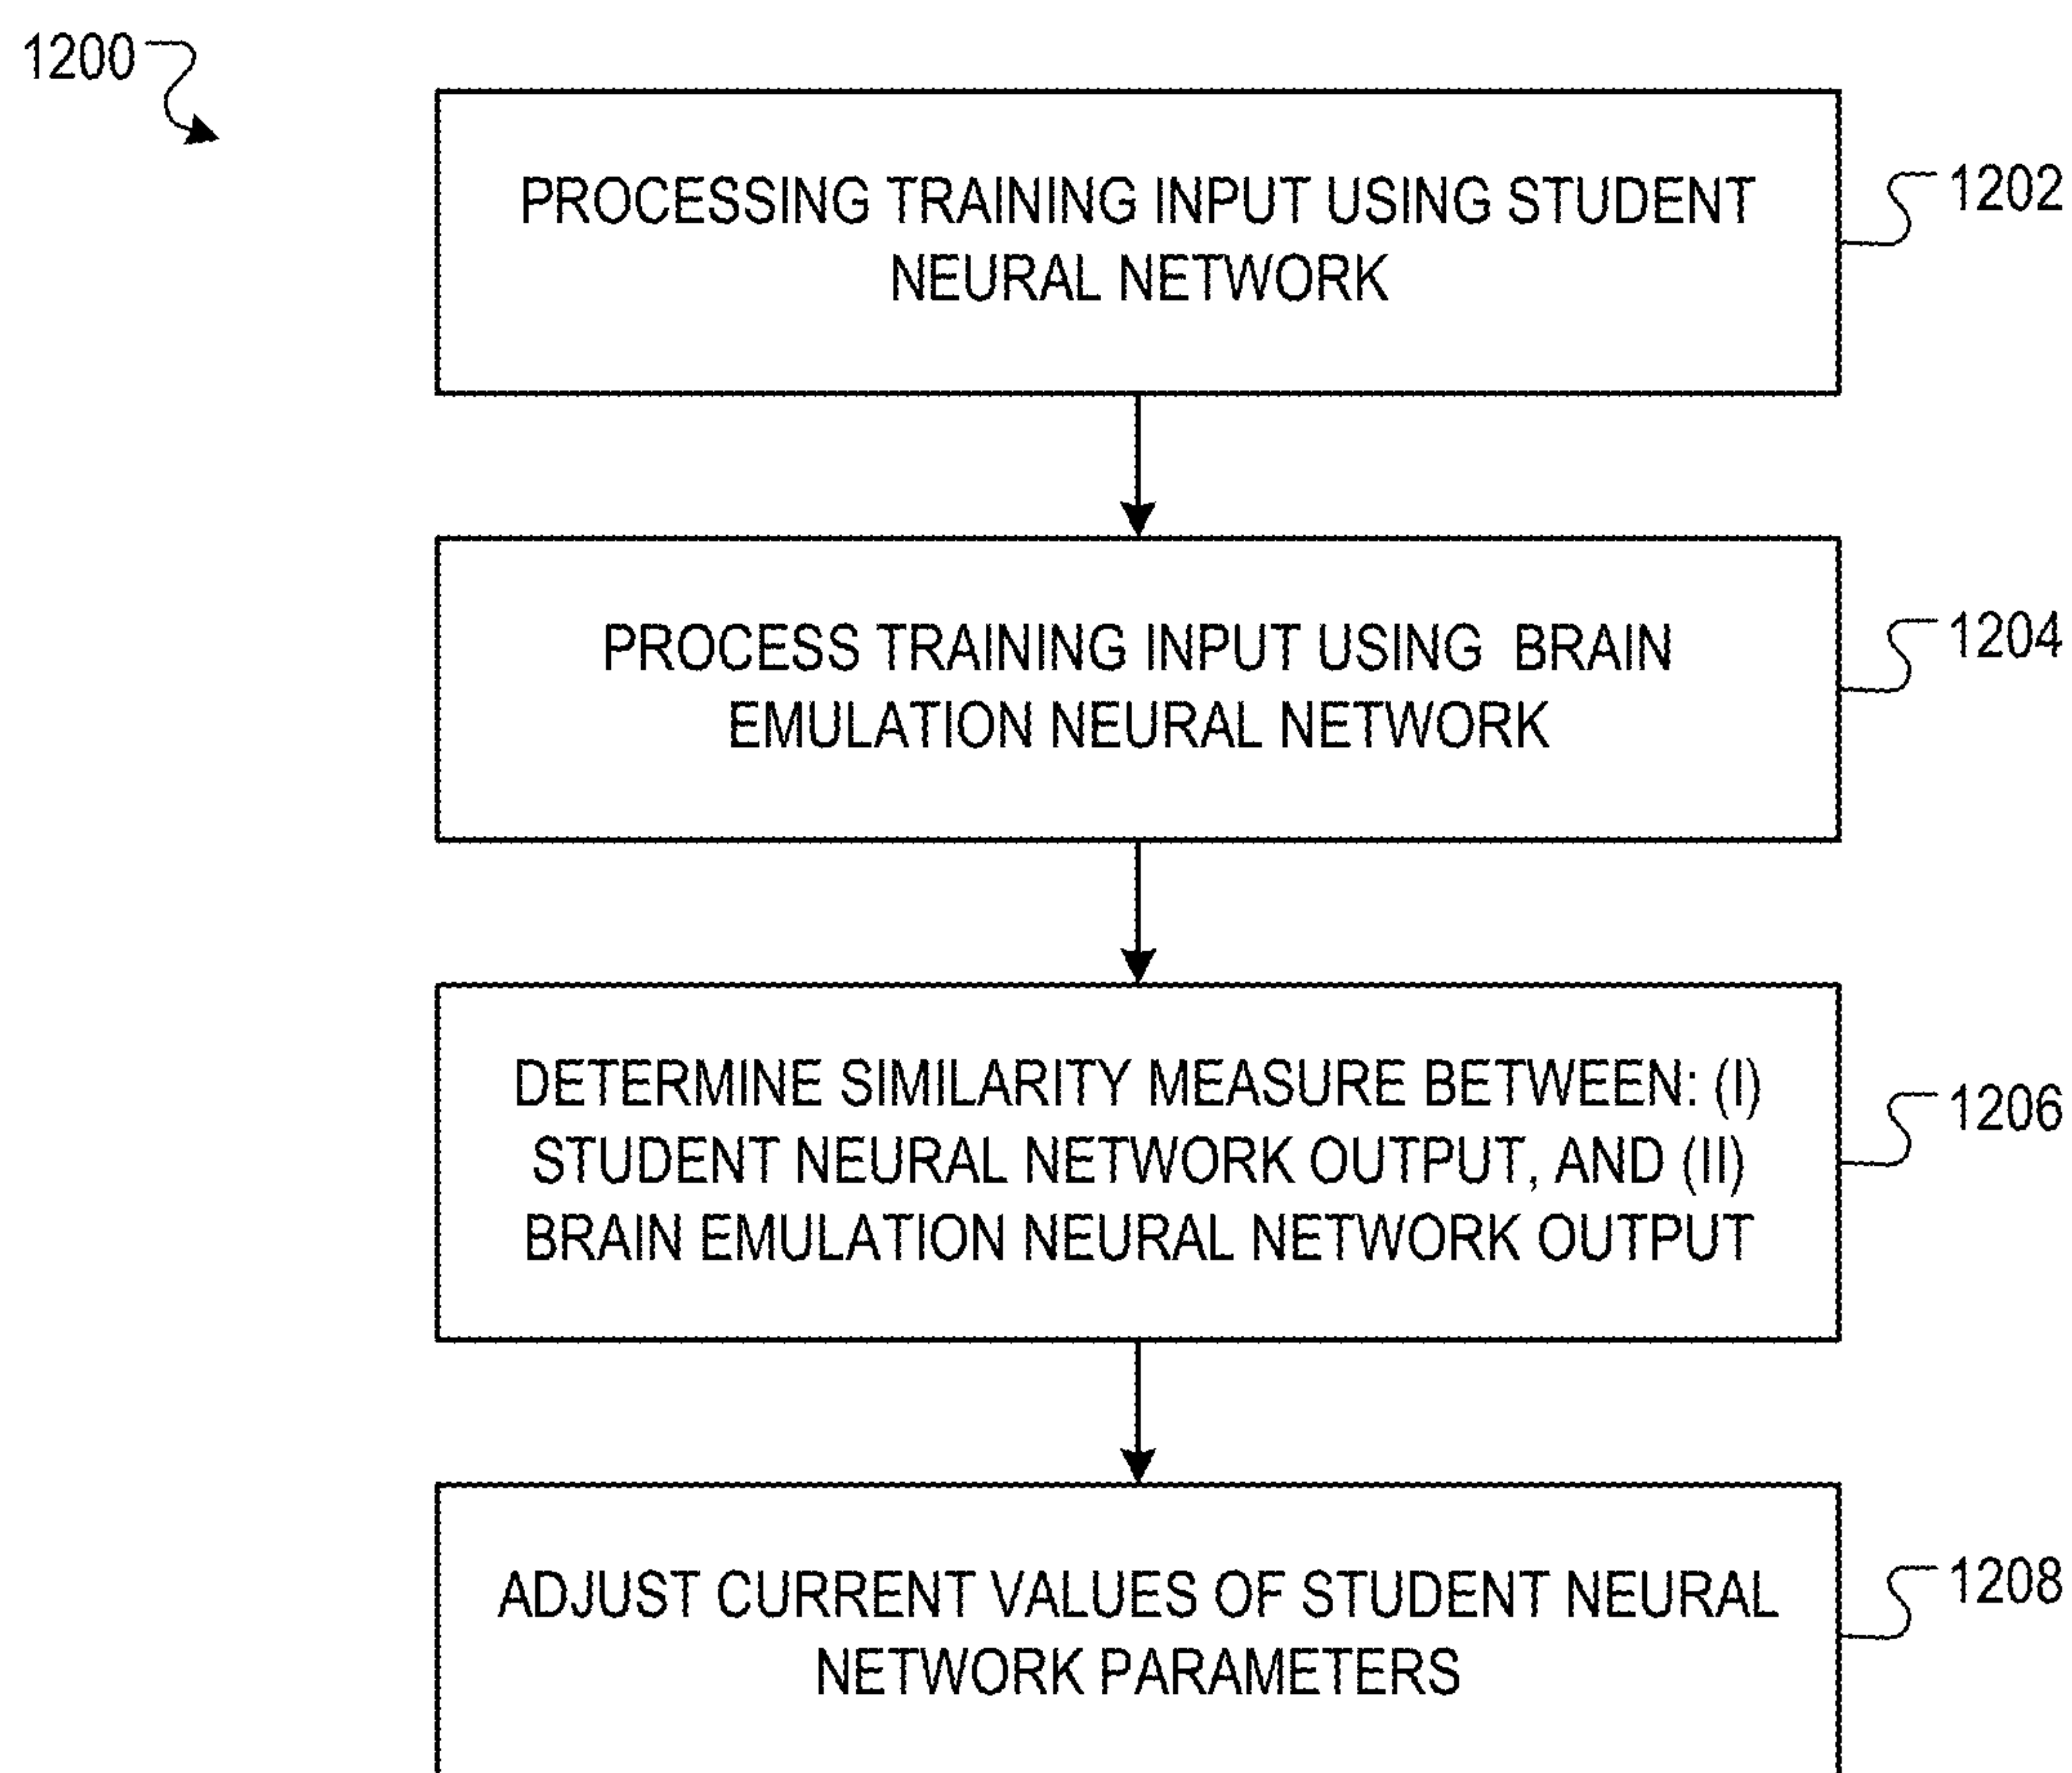 1200
PROCESSING TRAINING INPUT USING STUDENT
NEURAL NETWORK
1202
PROCESS TRAINING INPUT USING BRAIN
EMULATION NEURAL NETWORK
1204
DETERMINE SIMILARITY MEASURE BETWEEN: (I)
STUDENT NEURAL NETWORK OUTPUT, AND (II)
BRAIN EMULATION NEURAL NETWORK OUTPUT
1206
ADJUST CURRENT VALUES OF STUDENT NEURAL
NETWORK PARAMETERS
1208